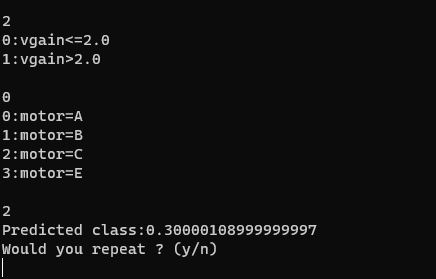 2
0:vgain<=2.0
1:vgain>2.0
0
0:motor=A
1:motor=B
2:motor=C
3:motor=E
2
Predicted class:0.30000108999999997
Would you repeat ? (y/n)